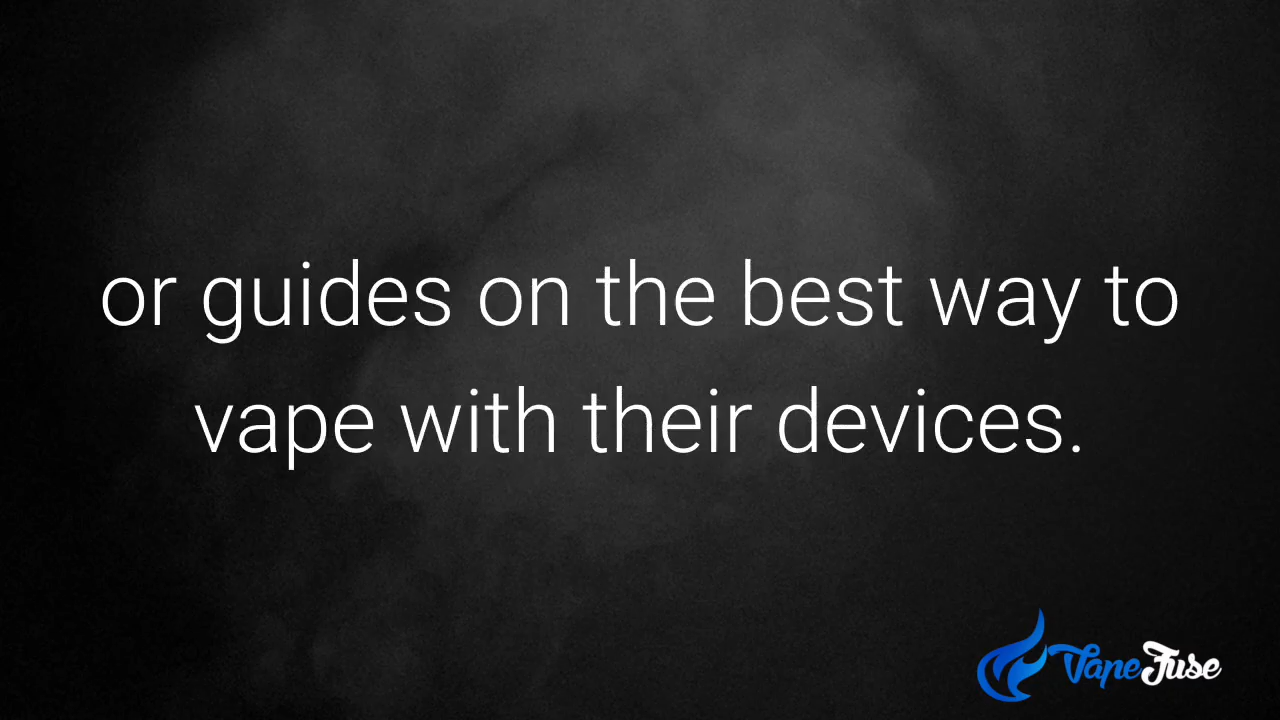 or guides on the best way to
vape with their devices.
VapeFuse